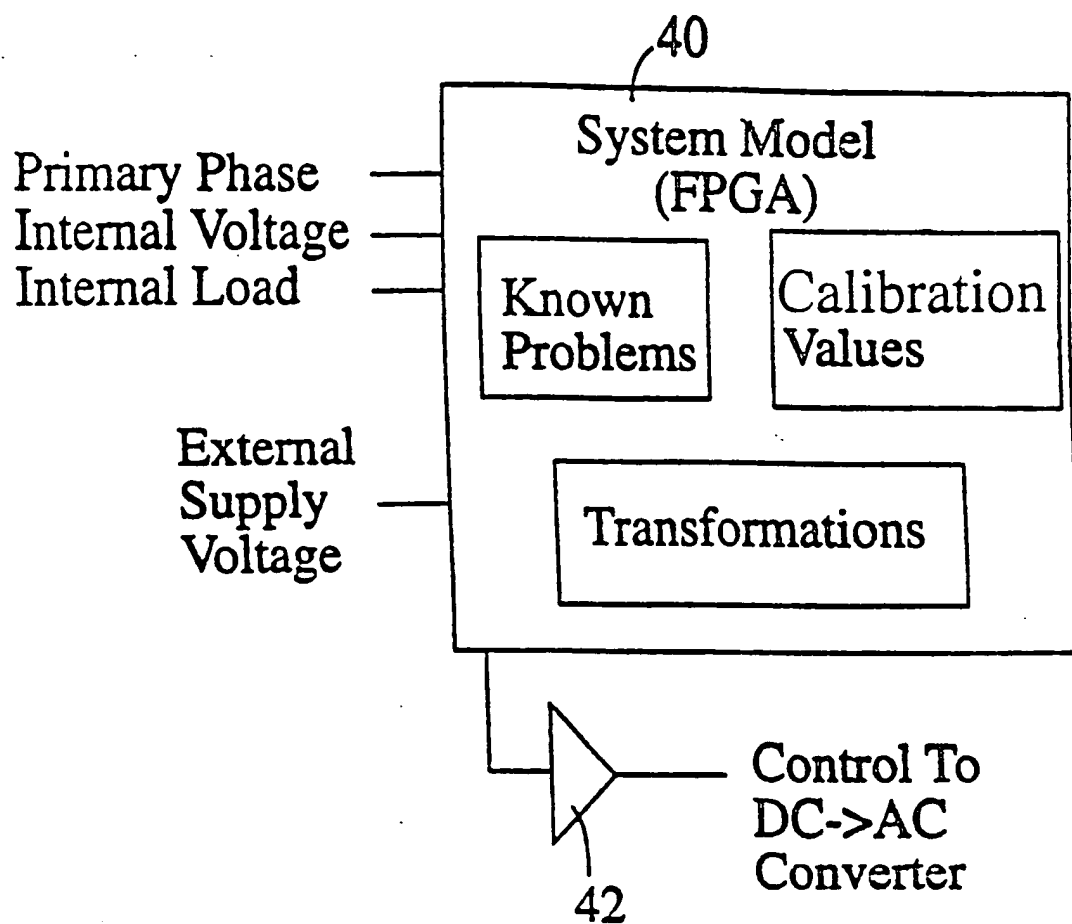 40
System Model
(FPGA)
Primary Phase
Internal Voltage
Internal Load
Known
Problems
Calibration
Values
External
Supply
Voltage
Transformations
Control To
DC->AC
Converter
42